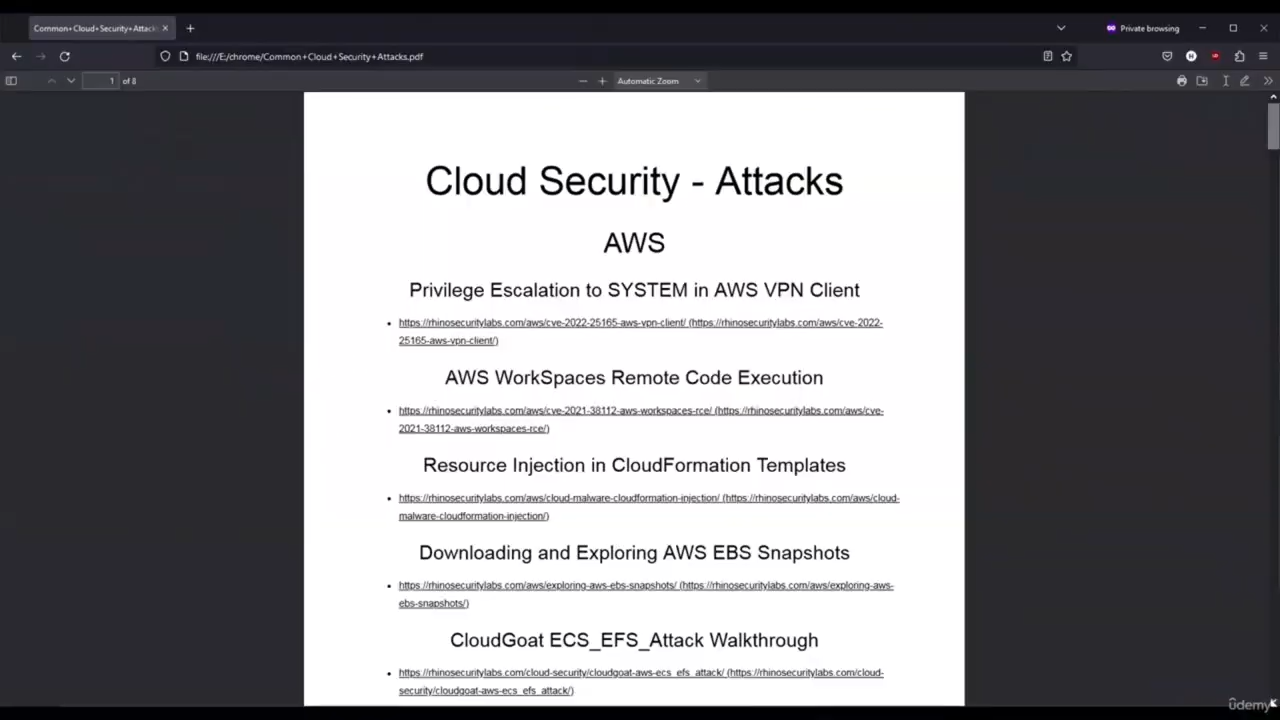 Common+Cloud+Security+Attack
Private browsing
file:///E:/chrome/Common+Cloud+Security+Attacks.pdf
1 of 8
Automatic Zoom
Cloud Security - Attacks
AWS
Privilege Escalation to SYSTEM in AWS VPN Client
• https://rhinosecuritylabs.com/aws/cve-2022-25165-aws-vpn-client/ (https://rhinosecuritylabs.com/aws/cve-2022-
25165-aws-vpn-client/)
AWS WorkSpaces Remote Code Execution
• https://rhinosecuritylabs.com/aws/cve-2021-38112-aws-workspaces-rce/ (https://rhinosecuritylabs.com/aws/cve-
2021-38112-aws-workspaces-rce/)
Resource Injection in CloudFormation Templates
• https://rhinosecuritylabs.com/aws/cloud-malware-cloudformation-injection/ (https://rhinosecuritylabs.com/aws/cloud-
malware-cloudformation-injection/)
Downloading and Exploring AWS EBS Snapshots
• https://rhinosecuritylabs.com/aws/exploring-aws-ebs-snapshots/ (https://rhinosecuritylabs.com/aws/exploring-aws-
ebs-snapshots/)
CloudGoat ECS_EFS_Attack Walkthrough
• https://rhinosecuritylabs.com/cloud-security/cloudgoat-aws-ecs_efs_attack/ (https://rhinosecuritylabs.com/cloud-
security/cloudgoat-aws-ecs_efs_attack/)
ûdemy